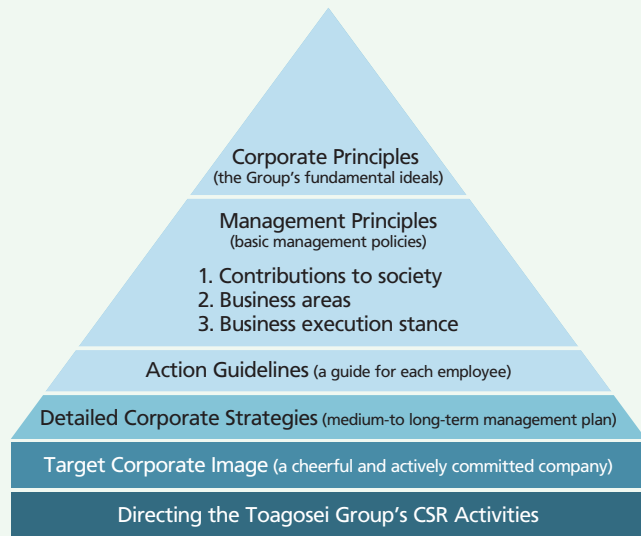 Corporate Principles
(the Group's fundamental ideals)
Management Principles
(basic management policies)
1. Contributions to society
2. Business areas
3. Business execution stance
Action Guidelines (a guide for each employee)
Detailed Corporate Strategies (medium-to long-term management plan)
Target Corporate Image (a cheerful and actively committed company)
Directing the Toagosei Group's CSR Activities